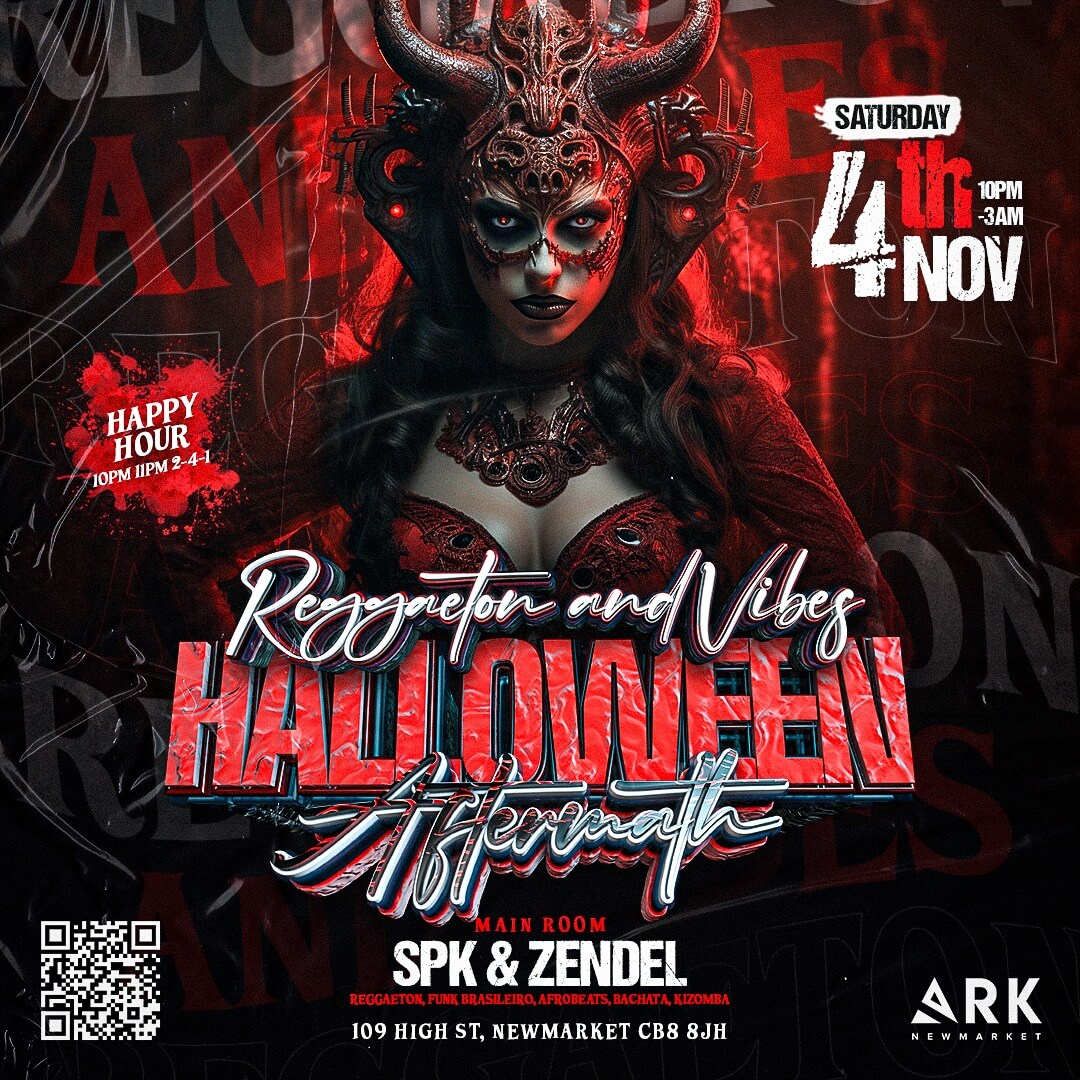 SATURDAY
4th
10PM
-3AM
NOV
HAPPY
HOUR
10PM 11PM 2-4-1
Reggaeton and Vibes
HALLOWEEN
Aftermath
MAIN ROOM
SPK & ZENDEL
REGGAETON, FUNK BRASILEIRO, AFROBEATS, BACHATA, KIZOMBA
109 HIGH ST, NEWMARKET CB8 8JH
ARK
NEWMARKET